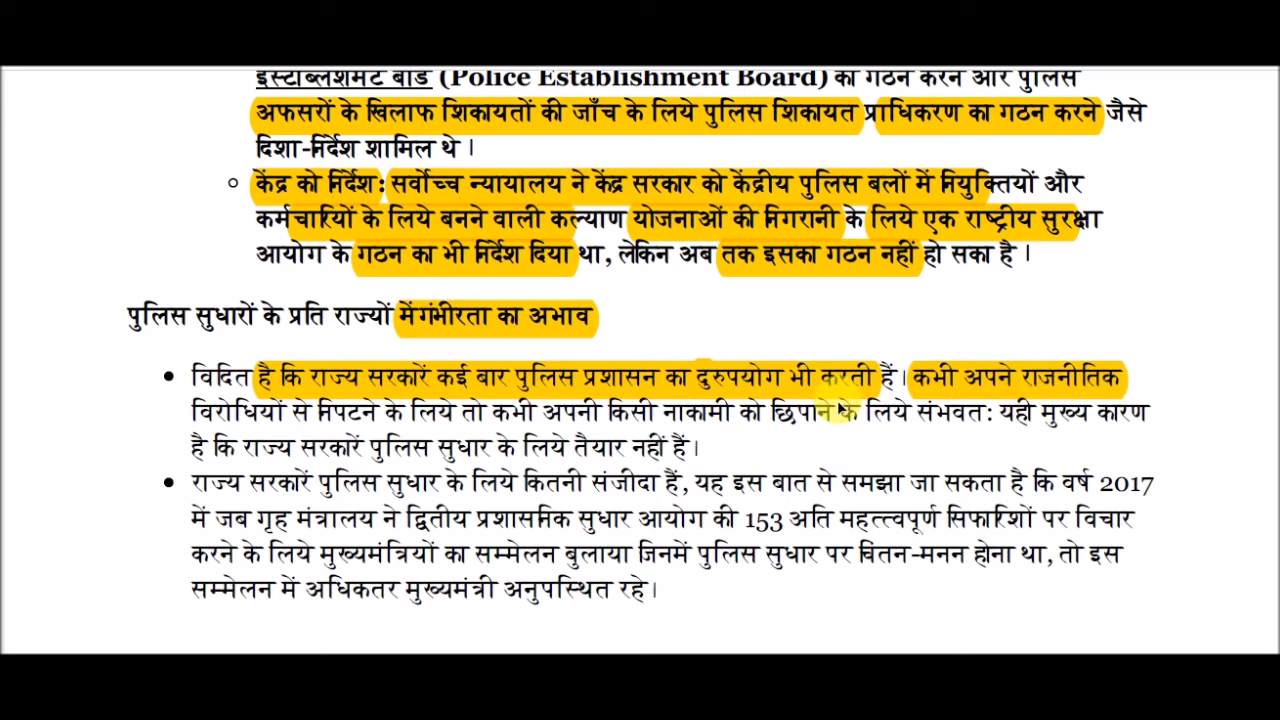 इस्टैब्लिशमेंट बोर्ड (Police Establishment Board) का गठन करने और पुलिस
अफसरों के खिलाफ शिकायतों की जाँच के लिये पुलिस शिकायत प्राधिकरण का गठन करने जैसे
दिशा-निर्देश शामिल थे।
केंद्र को निर्देश: सर्वोच्च न्यायालय ने केंद्र सरकार को केंद्रीय पुलिस बलों में नियुक्तियों और
कर्मचारियों के लिये बनने वाली कल्याण योजनाओं की निगरानी के लिये एक राष्ट्रीय सुरक्षा
आयोग के गठन का भी निर्देश दिया था, लेकिन अब तक इसका गठन नहीं हो सका है।
पुलिस सुधारों के प्रति राज्यों में गंभीरता का अभाव
विदित है कि राज्य सरकारें कई बार पुलिस प्रशासन का दुरुपयोग भी करती हैं। कभी अपने राजनीतिक
विरोधियों से निपटने के लिये तो कभी अपनी किसी नाकामी को छिपाने के लिये संभवत: यही मुख्य कारण
है कि राज्य सरकारें पुलिस सुधार के लिये तैयार नहीं हैं।
राज्य सरकारें पुलिस सुधार के लिये कितनी संजीदा हैं, यह इस बात से समझा जा सकता है कि वर्ष 2017
में जब गृह मंत्रालय ने द्वितीय प्रशासनिक सुधार आयोग की 153 अति महत्त्वपूर्ण सिफारिशों पर विचार
करने के लिये मुख्यमंत्रियों का सम्मेलन बुलाया जिनमें पुलिस सुधार पर चिंतन-मनन होना था, तो इस
सम्मेलन में अधिकतर मुख्यमंत्री अनुपस्थित रहे।